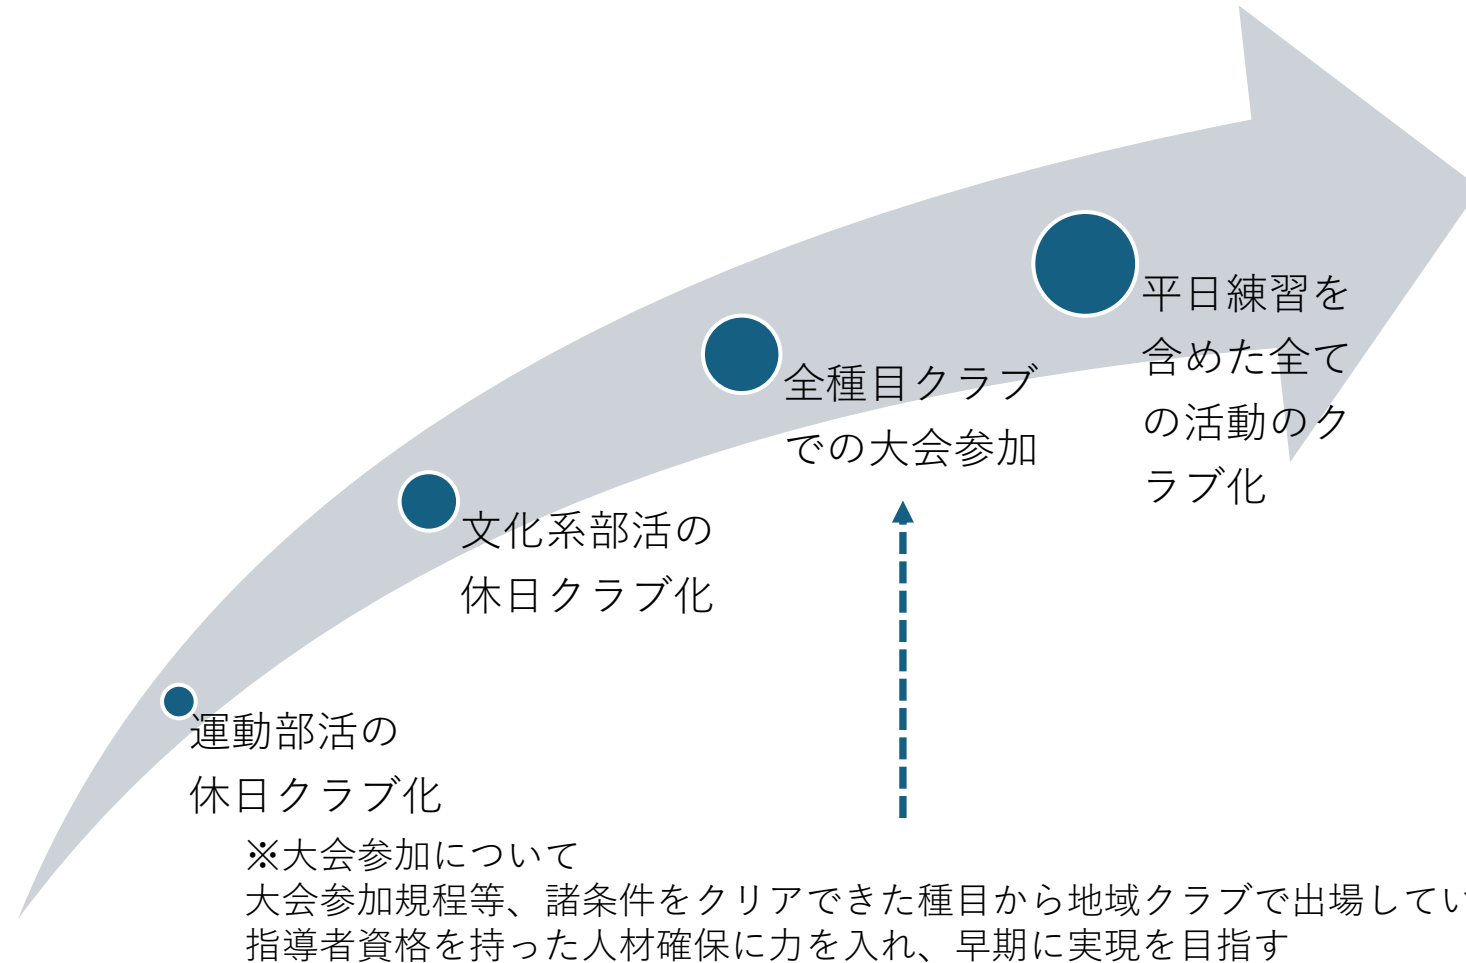 運動部活の
休日クラブ化
文化系部活の
休日クラブ化
全種目クラブ
での大会参加
平日練習を
含めた全て
の活動のク
ラブ化
※大会参加について
大会参加規程等、諸条件をクリアできた種目から地域クラブで出場してい
指導者資格を持った人材確保に力を入れ、早期に実現を目指す